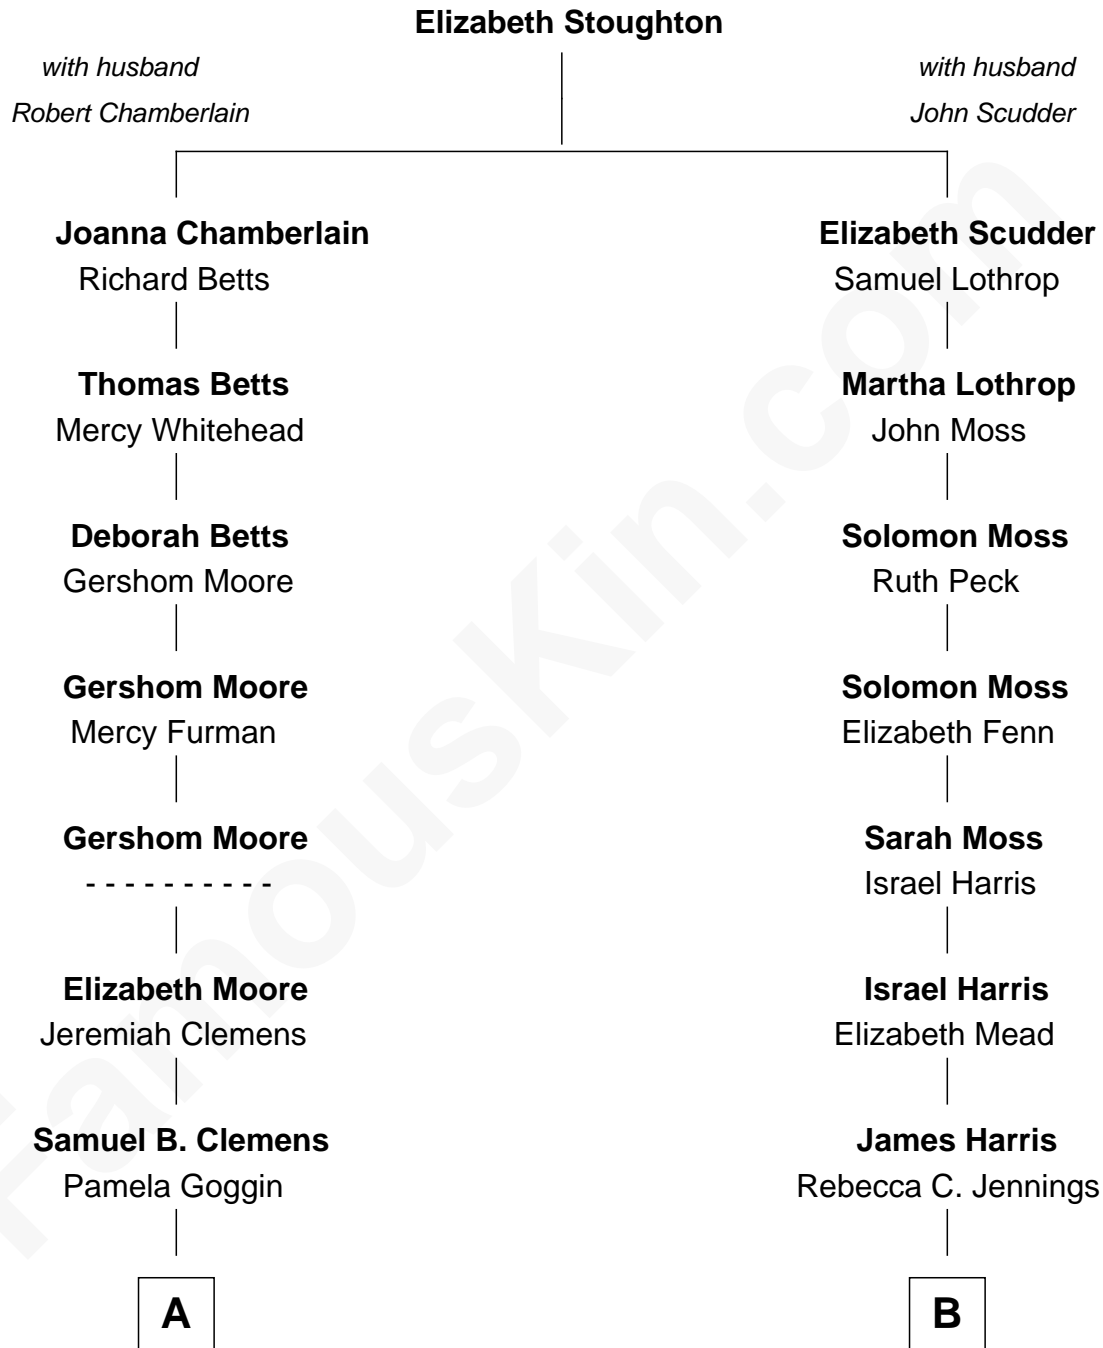 Elizabeth Stoughton
with husband
Robert Chamberlain
with husband
John Scudder
Joanna Chamberlain
Richard Betts
Elizabeth Scudder
Samuel Lothrop
Thomas Betts
Mercy Whitehead
Martha Lothrop
John Moss
Deborah Betts
Gershom Moore
Solomon Moss
Ruth Peck
Gershom Moore
Mercy Furman
Solomon Moss
Elizabeth Fenn
Gershom Moore
- - - - - - - - - -
Sarah Moss
Israel Harris
Elizabeth Moore
Jeremiah Clemens
Israel Harris
Elizabeth Mead
Samuel B. Clemens
Pamela Goggin
James Harris
Rebecca C. Jennings
A
B
FamousKin.com